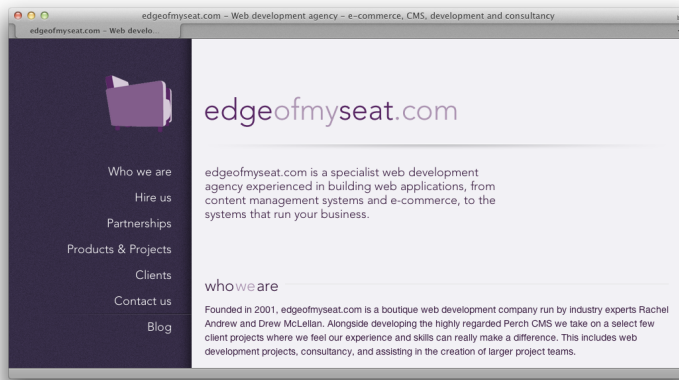 edgeofmyseat.com – Web development agency – e-commerce, CMS, development and consultancy
edgeofmyseat.com – Web develo...
edgeofmyseat.com
Who we are
Hire us
Partnerships
Products & Projects
Clients
Contact us
Blog
edgeofmyseat.com is a specialist web development
agency experienced in building web applications, from
content management systems and e-commerce, to the
systems that run your business.
whoweare
Founded in 2001, edgeofmyseat.com is a boutique web development company run by industry experts Rachel
Andrew and Drew McLellan. Alongside developing the highly regarded Perch CMS we take on a select few
client projects where we feel our experience and skills can really make a difference. This includes web
development projects, consultancy, and assisting in the creation of larger project teams.